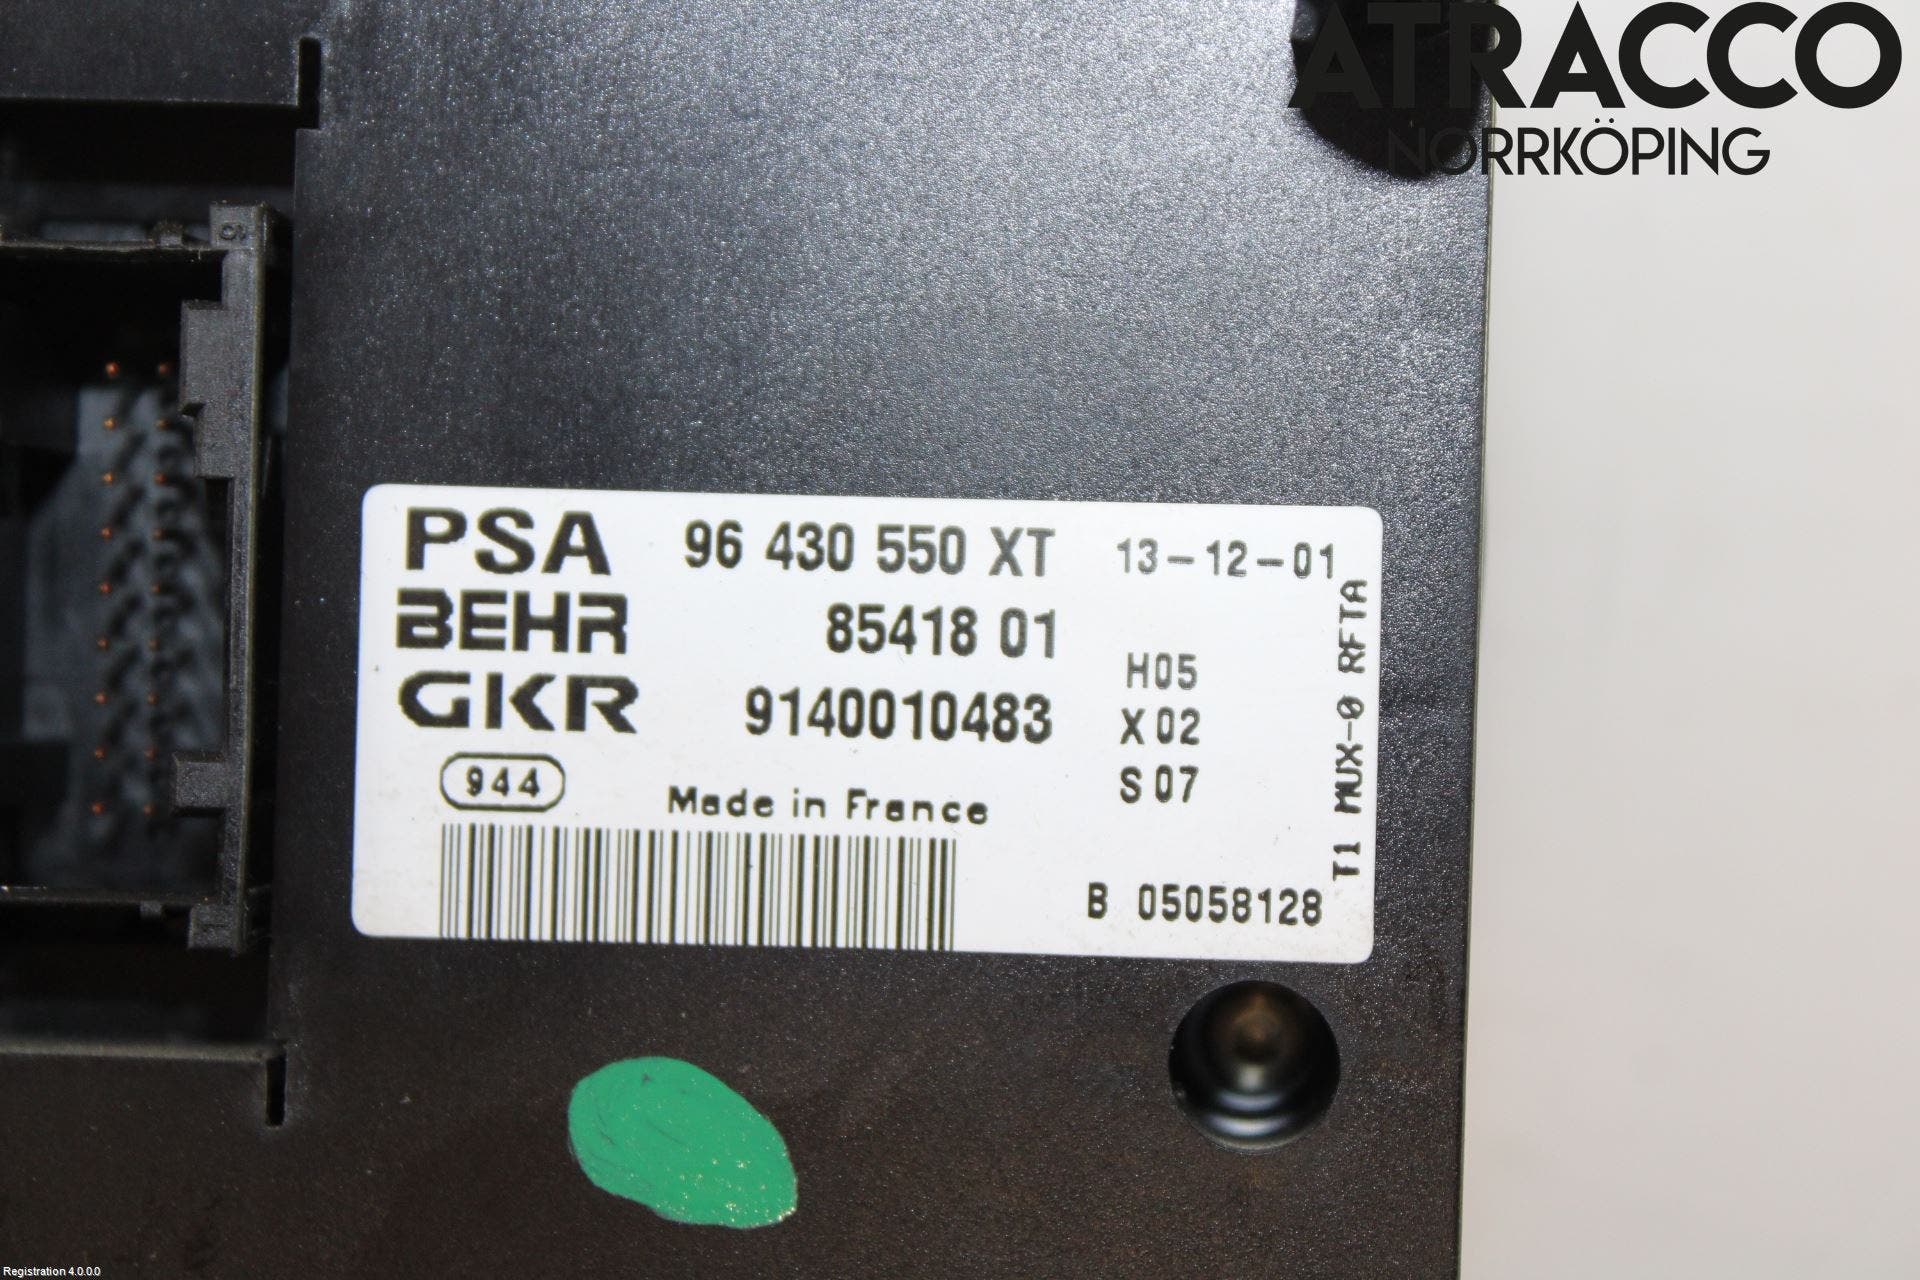 ATRACCO
NORRKÖPING
PSA 96 430 550 XT 13-12-01
BEHR 85418 01
GKR 9140010483
H05
X 02
S 07
944
Made in France
B 05058128
T1 MUX-0 RFTA
Registration 4.0.0.0